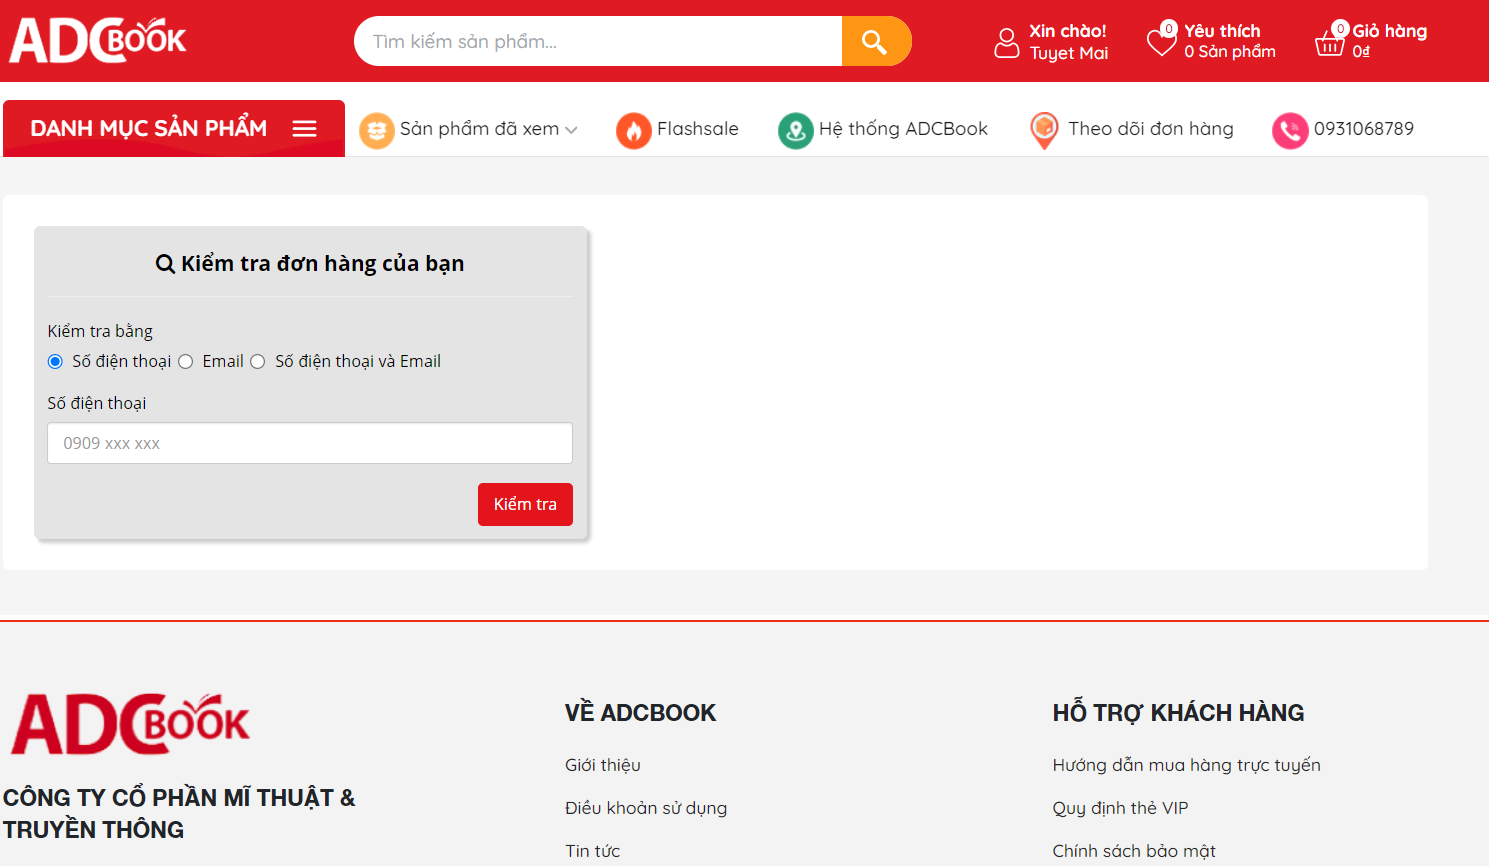 ADCBOOK
Tìm kiếm sản phẩm...
Xin chào!
Tuyet Mai
0
Yêu thích
0 Sản phẩm
0
Giỏ hàng
0₫
DANH MỤC SẢN PHẨM
Sản phẩm đã xem
Flashsale
Hệ thống ADCBook
Theo dõi đơn hàng
0931068789
Kiểm tra đơn hàng của bạn
Kiểm tra bằng
Số điện thoại Email Số điện thoại và Email
Số điện thoại
0909 xxx xxx
Kiểm tra
ADCBOOK
CÔNG TY CỔ PHẦN MĨ THUẬT &
TRUYỀN THÔNG
VỀ ADCBOOK
Giới thiệu
Điều khoản sử dụng
Tin tức
HỖ TRỢ KHÁCH HÀNG
Hướng dẫn mua hàng trực tuyến
Quy định thẻ VIP
Chính sách bảo mật